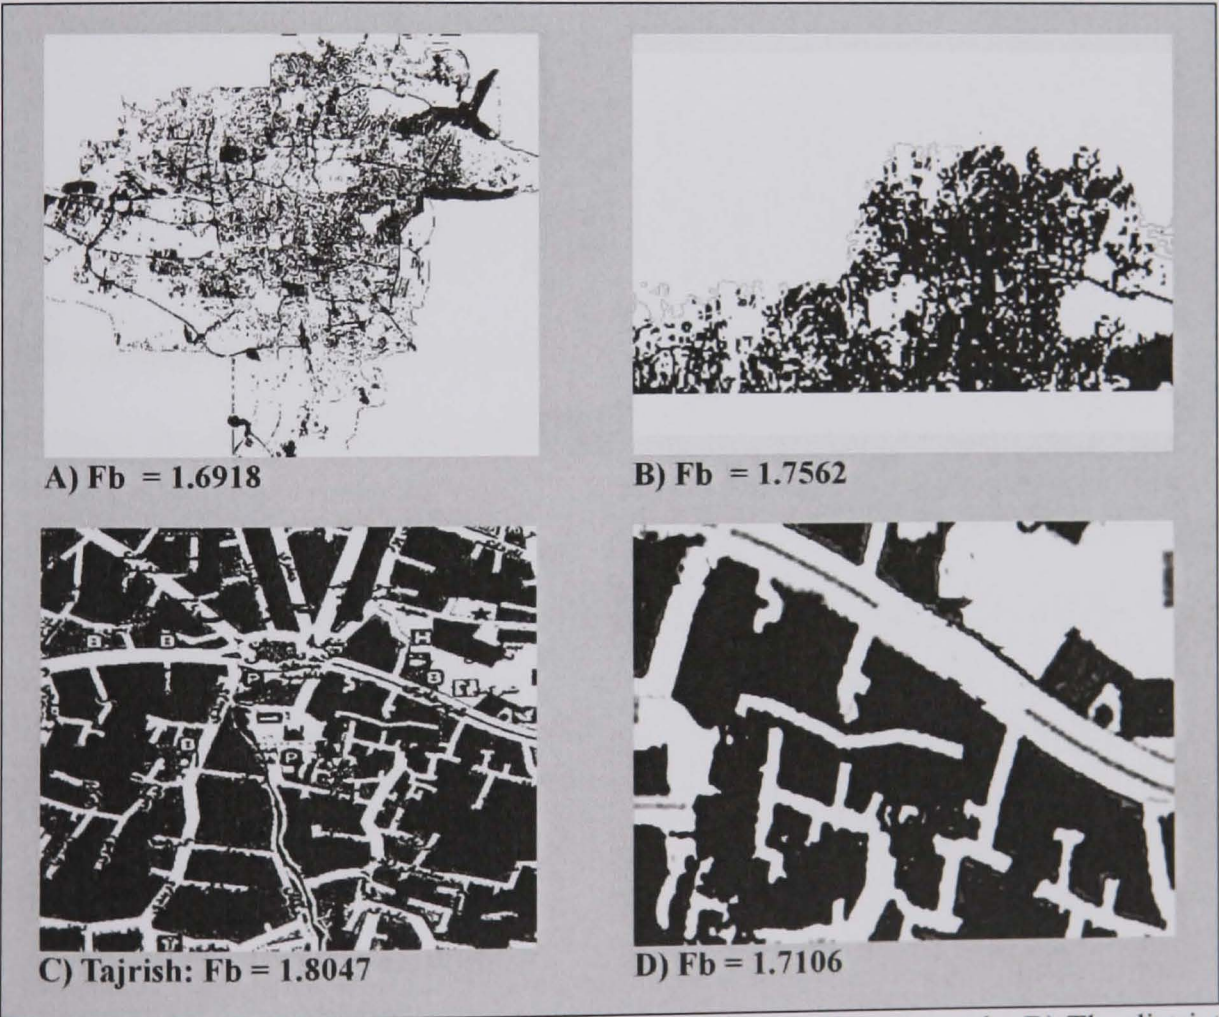 A) Fb = 1.6918
B) Fb = 1.7562
B
B
H
P
B
P
C) Tajrish: Fb = 1.8047
D) Fb = 1.7106